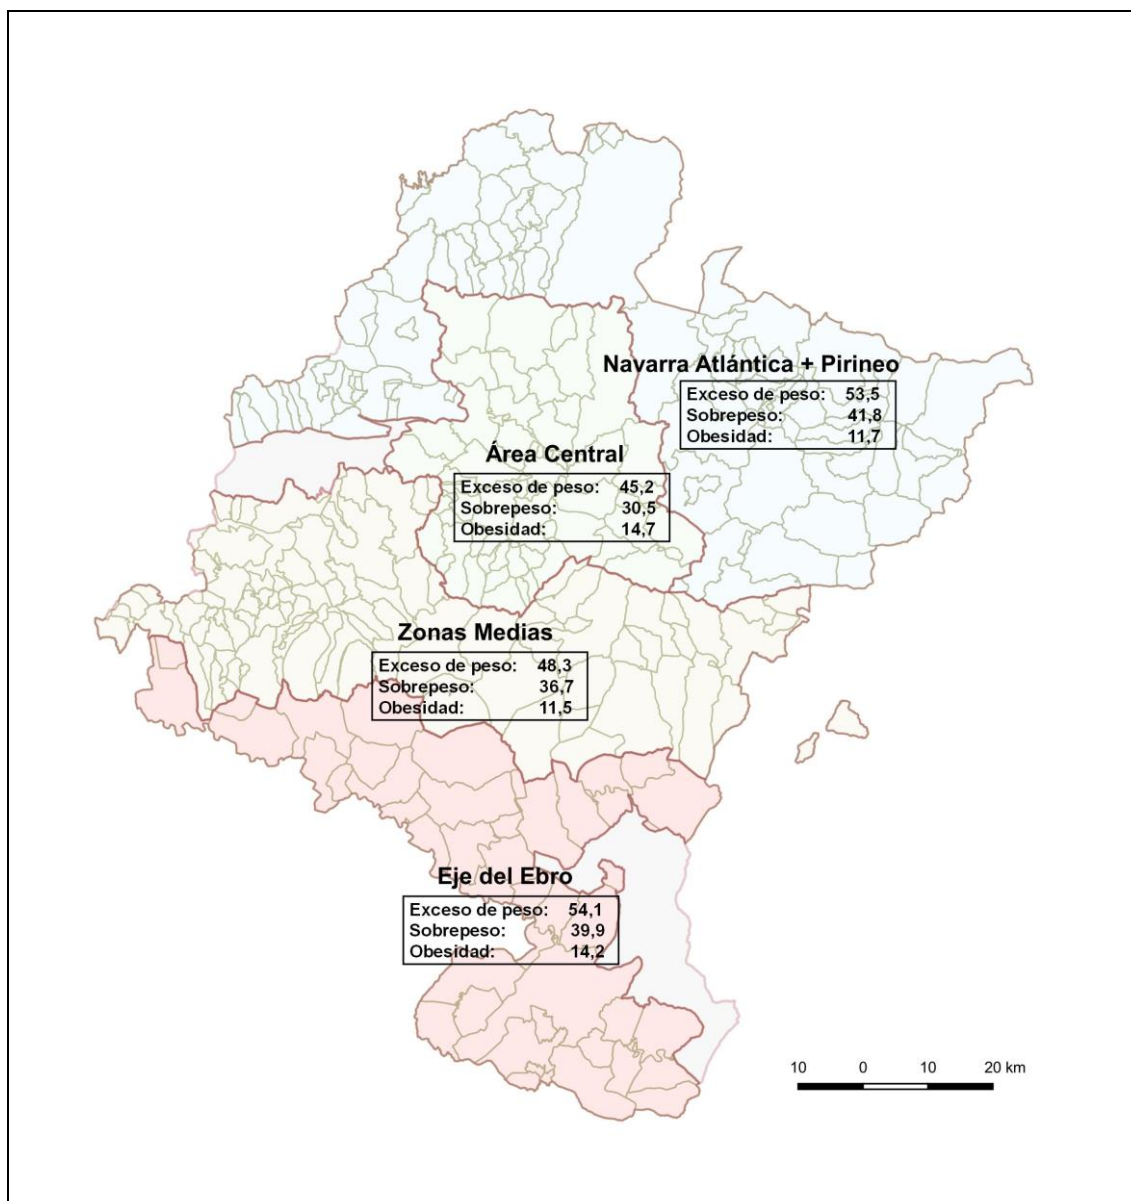 Navarra Atlántica + Pirineo
Exceso de peso: 53,5
Sobrepeso: 41,8
Obesidad: 11,7
Área Central
Exceso de peso: 45,2
Sobrepeso: 30,5
Obesidad: 14,7
Zonas Medias
Exceso de peso: 48,3
Sobrepeso: 36,7
Obesidad: 11,5
Eje del Ebro
Exceso de peso: 54,1
Sobrepeso: 39,9
Obesidad: 14,2
10 0 10 20 km